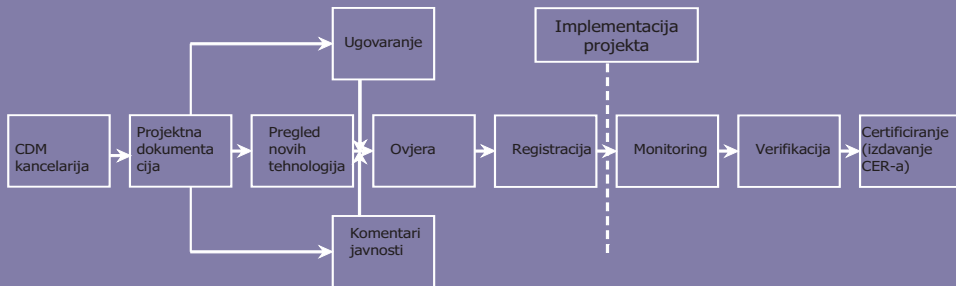 Implementacija
projekta
Ugovaranje
CDM
kancelarija
Projektna
dokumenta
cija
Pregled
novih
tehnologija
Ovjera
Registracija
Monitoring
Verifikacija
Certificiranje
(izdavanje
CER-a)
Komentari
javnosti